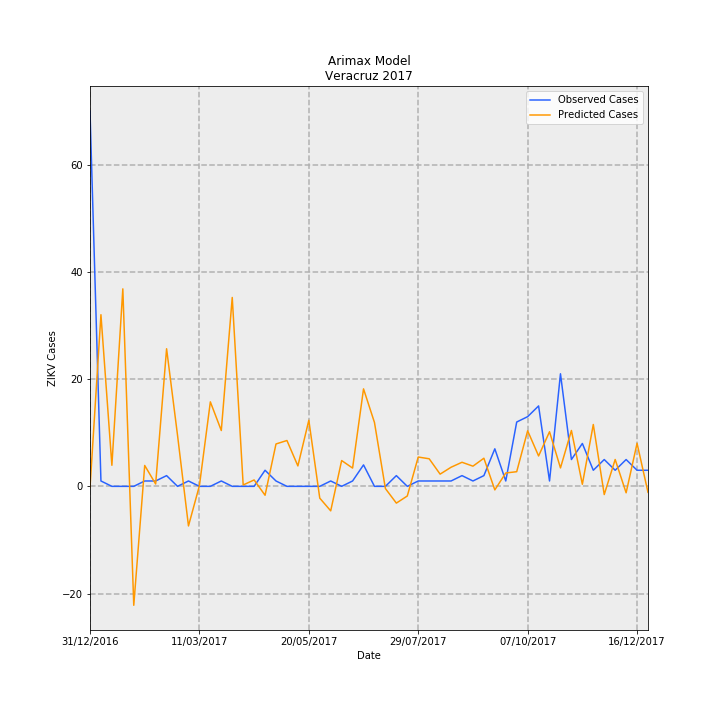 Arimax Model
Veracruz 2017
Observed Cases
Predicted Cases
ZIKV Cases
60
40
20
0
−20
31/12/2016 11/03/2017 20/05/2017 29/07/2017 07/10/2017 16/12/2017
Date